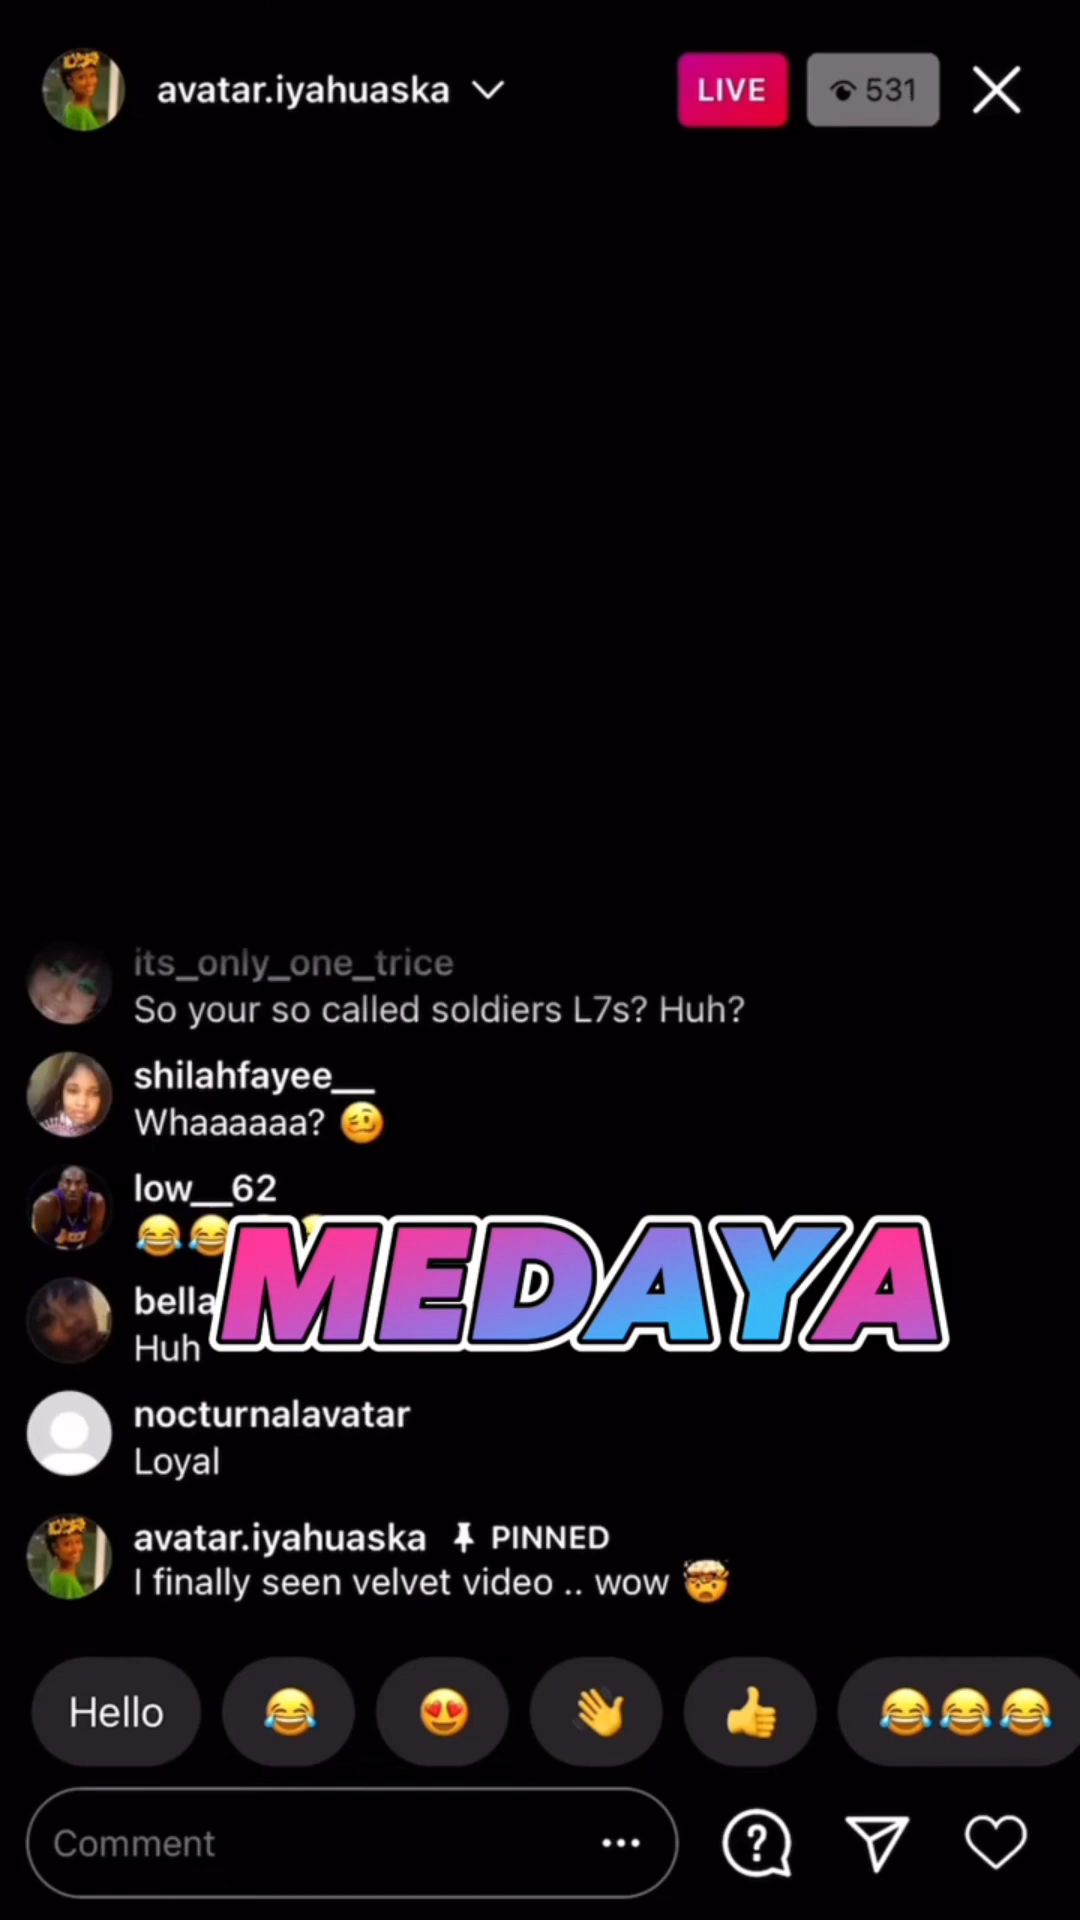 avatar.iyahuaska
LIVE
531
its_only_one_trice
So your so called soldiers L7s? Huh?
shilahfayee__
Whaaaaaa? 🥴
low__62
😂😂
MEDAYA
bella
Huh
nocturnalavatar
Loyal
avatar.iyahuaska PINNED
I finally seen velvet video .. wow 🤯
Hello 😂 😍 👋 👍 😂😂😂
Comment